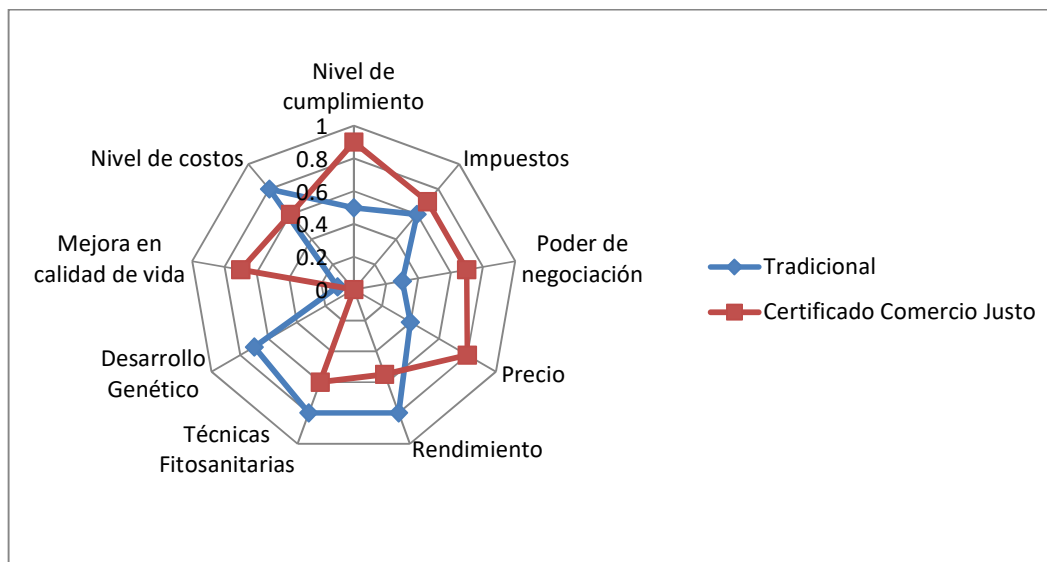 Nivel de
cumplimiento
Impuestos
Poder de
negociación
Precio
Rendimiento
Técnicas
Fitosanitarias
Desarrollo
Genético
Mejora en
calidad de vida
Nivel de costos
1
0.8
0.6
0.4
0.2
0
Tradicional
Certificado Comercio Justo